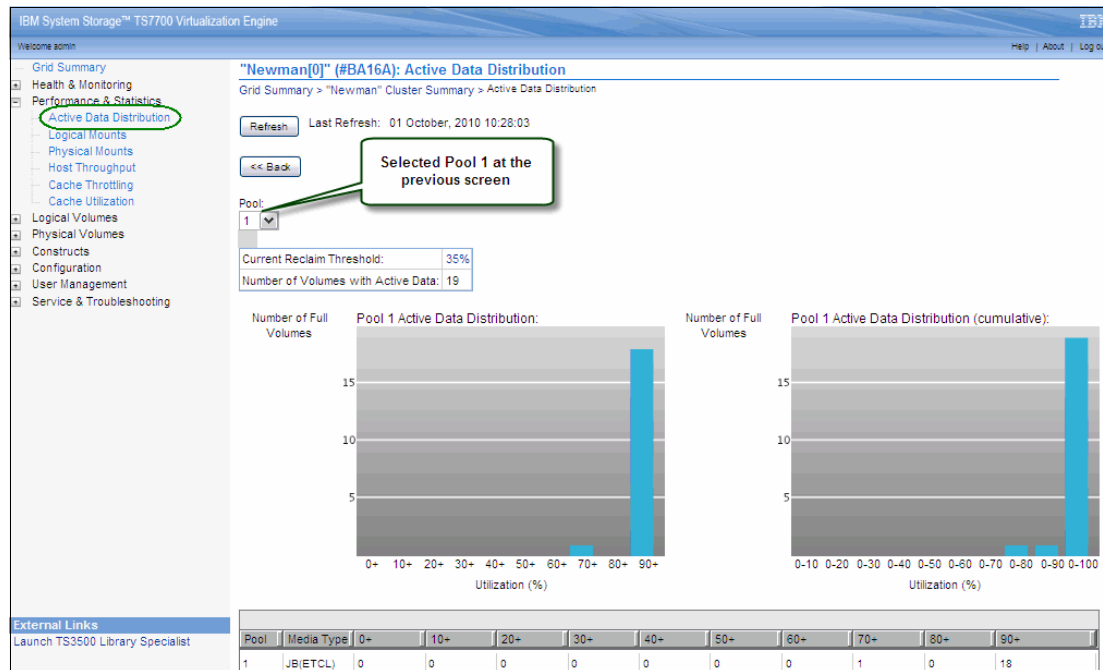 IBM System Storage™ TS7700 Virtualization Engine
IBM
Welcome admin
Help | About | Log ou
Grid Summary
Health & Monitoring
Performance & Statistics
Active Data Distribution
Logical Mounts
Physical Mounts
Host Throughput
Cache Throttling
Cache Utilization
Logical Volumes
Physical Volumes
Constructs
Configuration
User Management
Service & Troubleshooting
External Links
Launch TS3500 Library Specialist
"Newman[0]" (#BA16A): Active Data Distribution
Grid Summary > "Newman" Cluster Summary > Active Data Distribution
Refresh Last Refresh: 01 October, 2010 10:28:03
<< Back
Selected Pool 1 at the
previous screen
Pool:
1
Current Reclaim Threshold: 35%
Number of Volumes with Active Data: 19
Number of Full
Volumes
Pool 1 Active Data Distribution:
15
10
5
0+ 10+ 20+ 30+ 40+ 50+ 60+ 70+ 80+ 90+
Utilization (%)
Number of Full
Volumes
Pool 1 Active Data Distribution (cumulative):
15
10
5
0-10 0-20 0-30 0-40 0-50 0-60 0-70 0-80 0-90 0-100
Utilization (%)
Pool Media Type 0+ 10+ 20+ 30+ 40+ 50+ 60+ 70+ 80+ 90+
1 JB(ETCL) 0 0 0 0 0 0 0 1 0 18